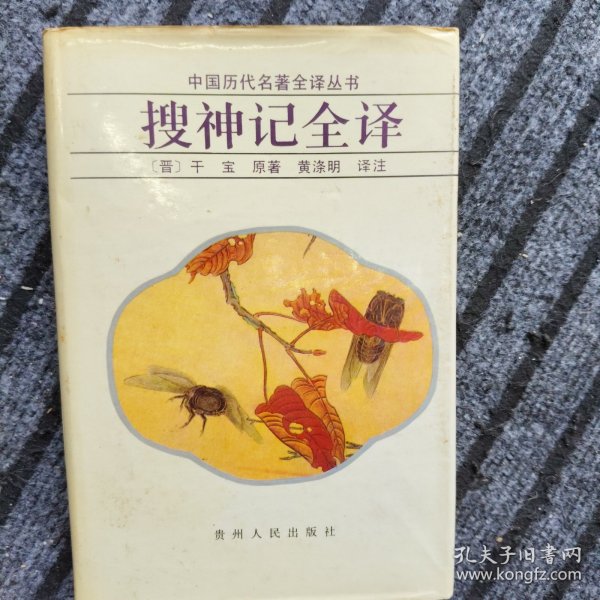 中国历代名著全译丛书
搜神记全译
〔晋〕干 宝 原著 黄涤明 译注
贵州人民出版社
孔夫子旧书网
www.kongfz.com